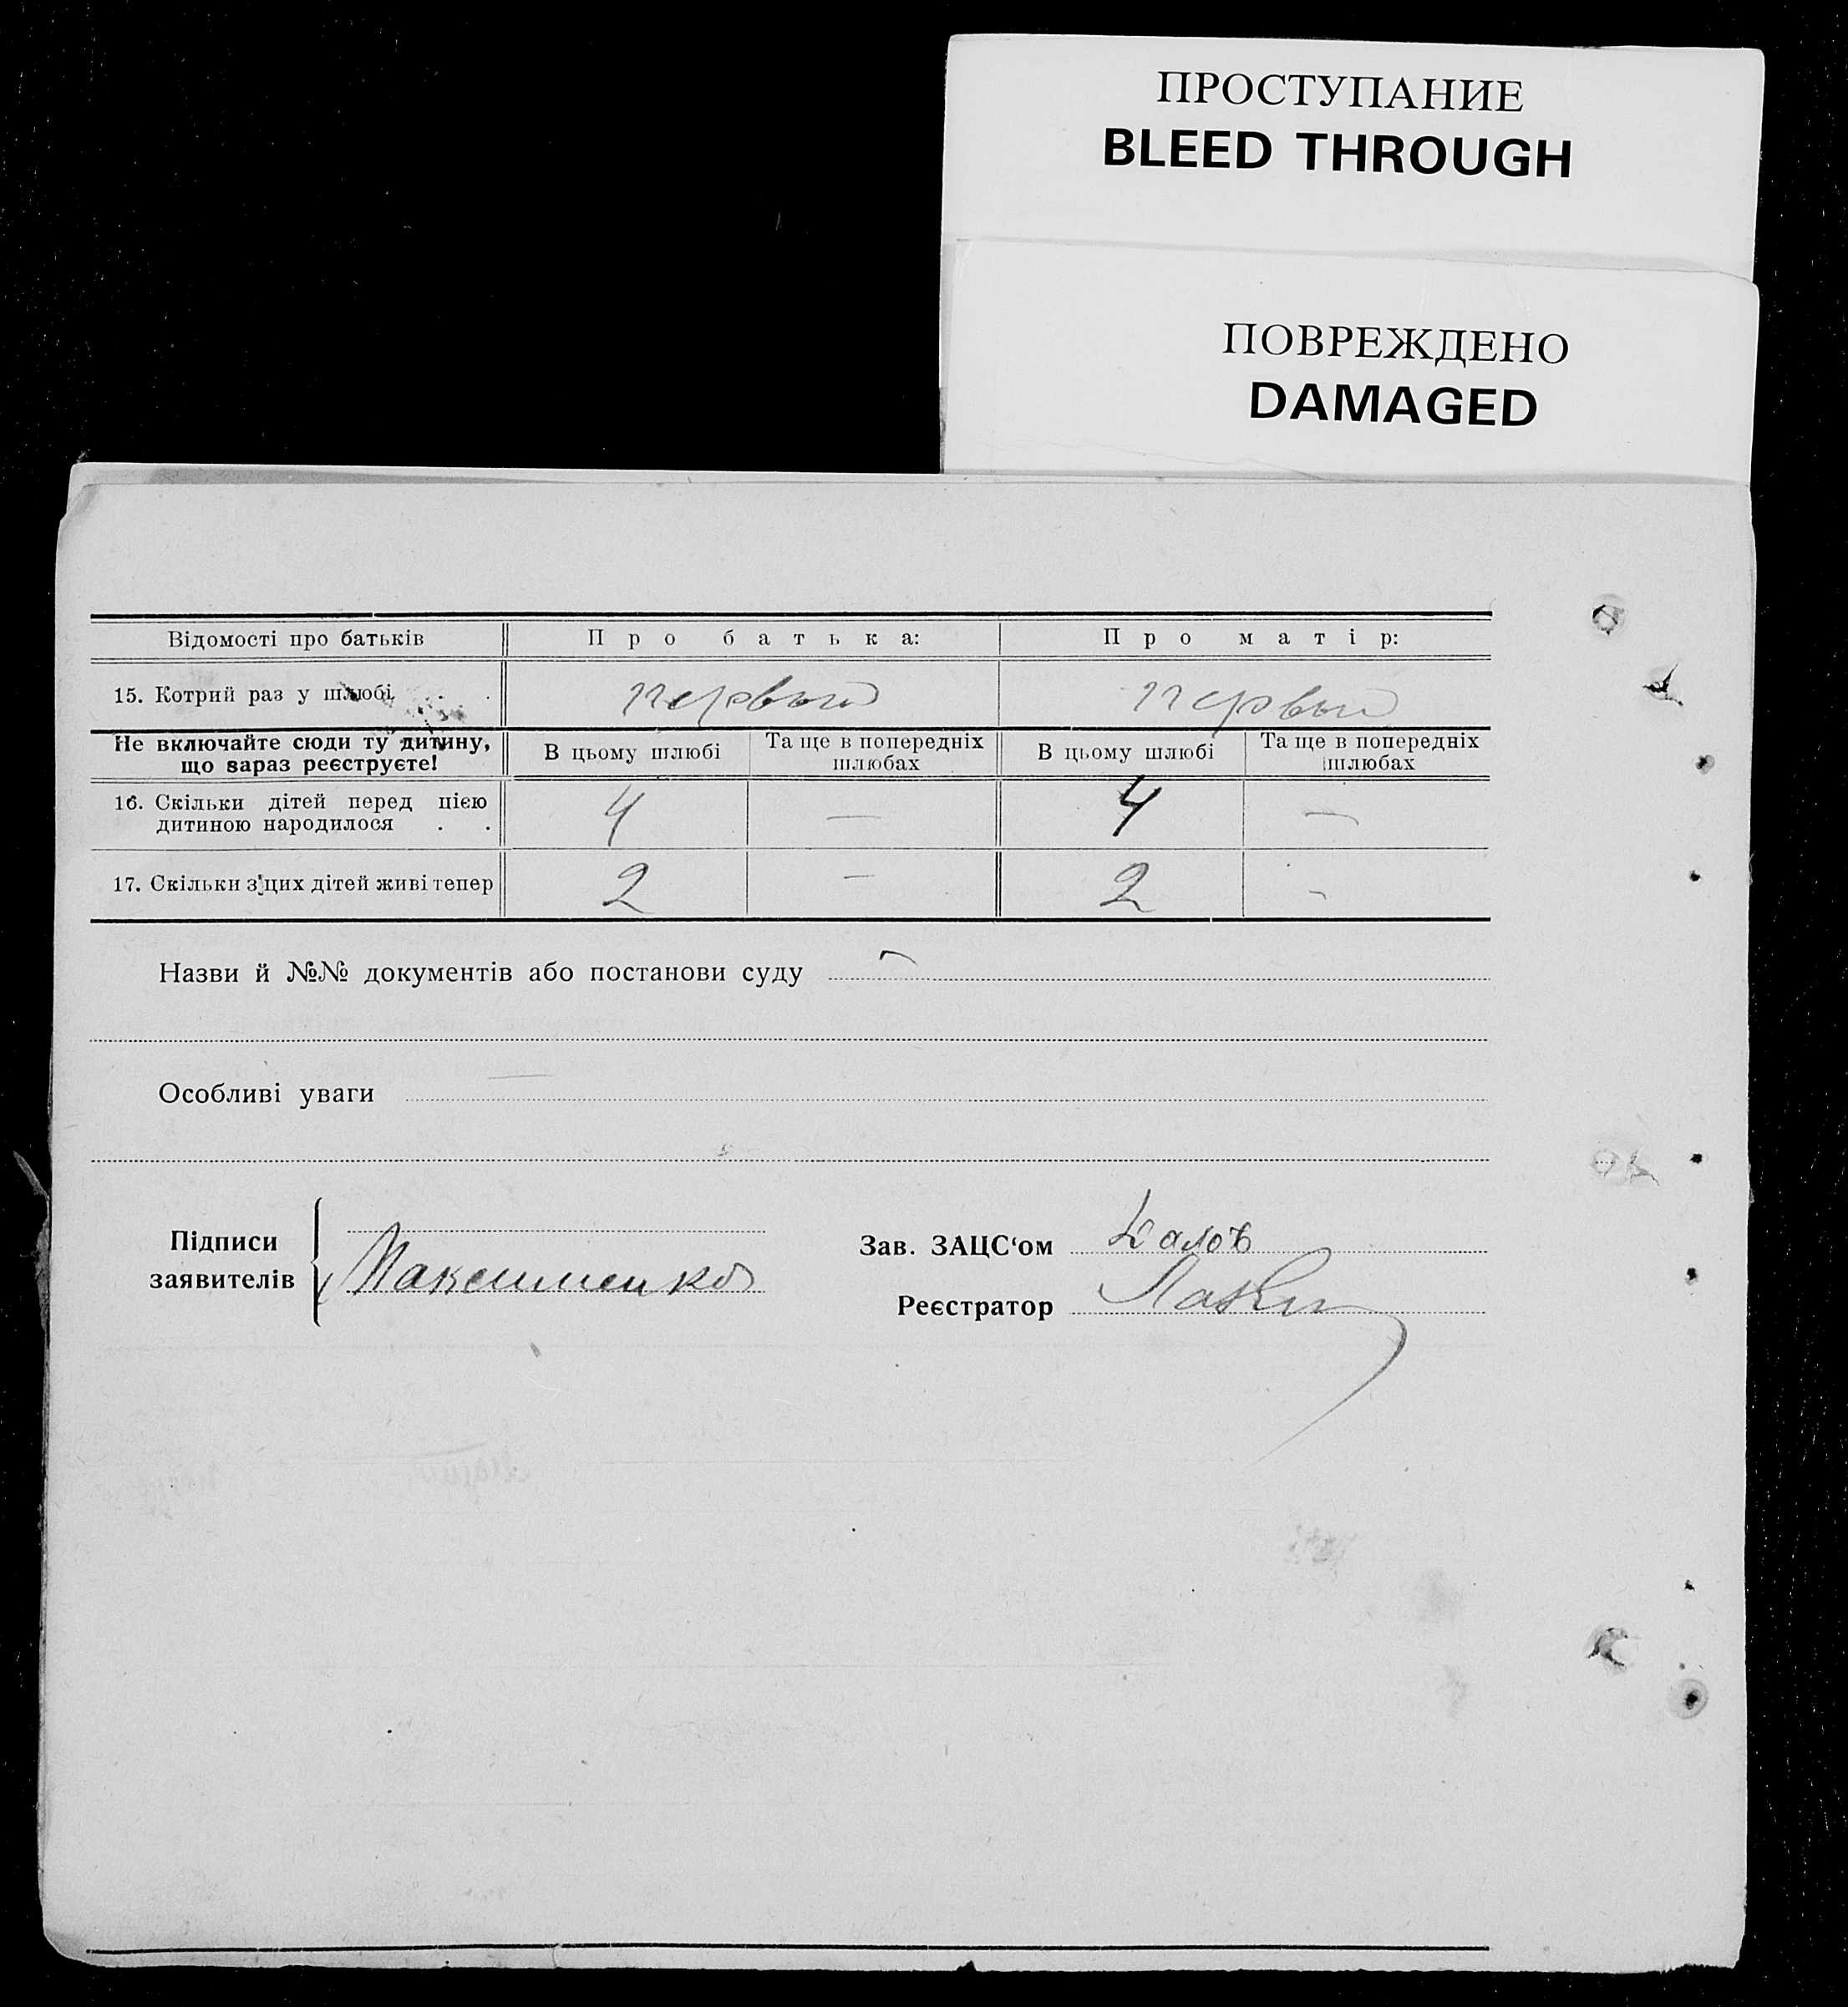 ПРОСТУПАНИЕ
BLEED THROUGH
ПОВРЕЖДЕНО
DAMAGED
Відомості про батьків Про батька: Про матір:
15. Котрий раз у шлюбі . . первый первый
Не включайте сюди ту дитину, що зараз реєструєте! В цьому шлюбі Та ще в попередніх шлюбах В цьому шлюбі Та ще в попередніх шлюбах
16. Скільки дітей перед цією дитиною народилося . . 4 — 4 —
17. Скільки з цих дітей живі тепер 2 — 2 -
Назви й №№ документів або постанови суду —
Особливі уваги —
Підписи заявителів Максименко
Зав. ЗАЦС‘ом
Реєстратор